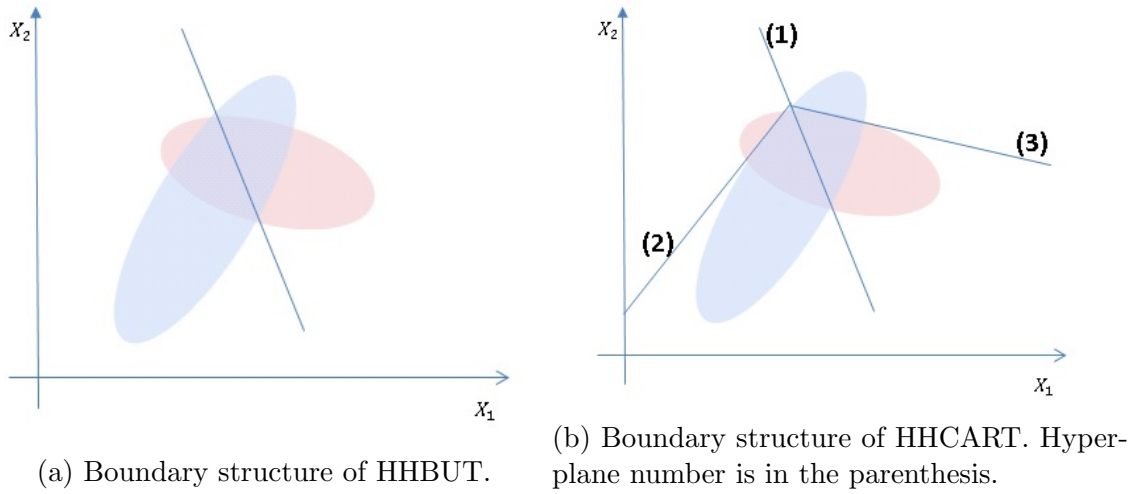 X₂
X₁
(a) Boundary structure of HHBUT.
X₂
(1)
(2)
(3)
X₁
(b) Boundary structure of HHCART. Hyper-
plane number is in the parenthesis.